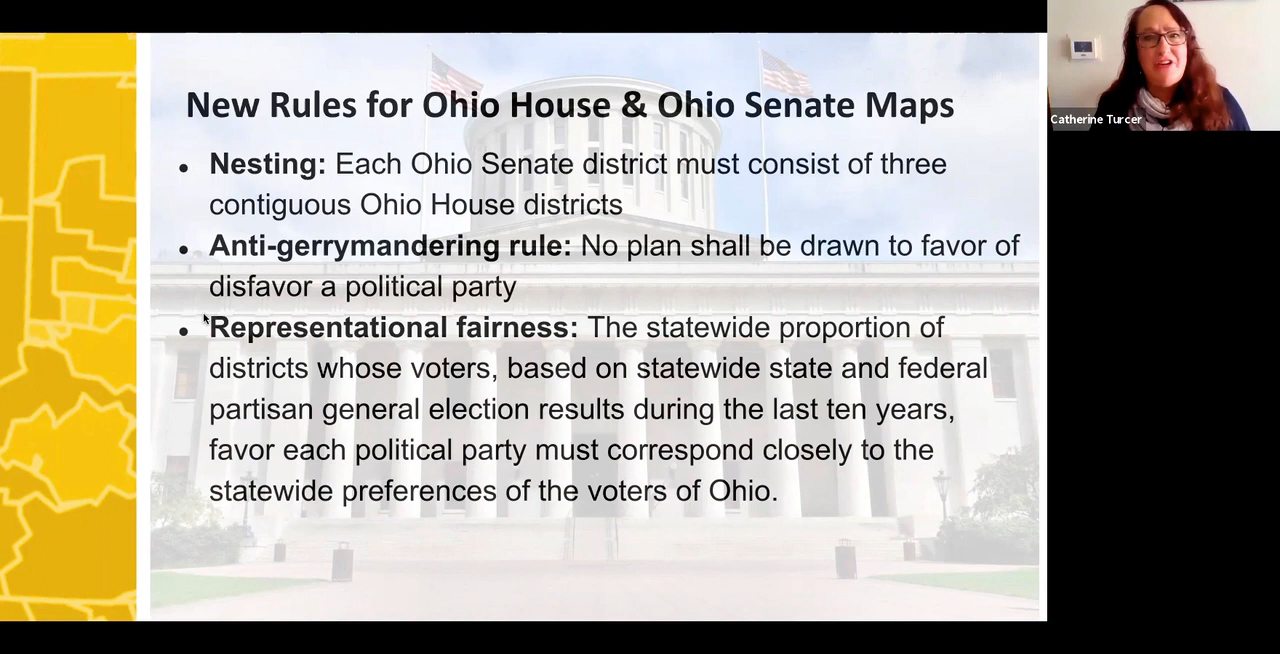 New Rules for Ohio House & Ohio Senate Maps
• Nesting: Each Ohio Senate district must consist of three
contiguous Ohio House districts
• Anti-gerrymandering rule: No plan shall be drawn to favor of
disfavor a political party
• Representational fairness: The statewide proportion of
districts whose voters, based on statewide state and federal
partisan general election results during the last ten years,
favor each political party must correspond closely to the
statewide preferences of the voters of Ohio.
Catherine Turcer